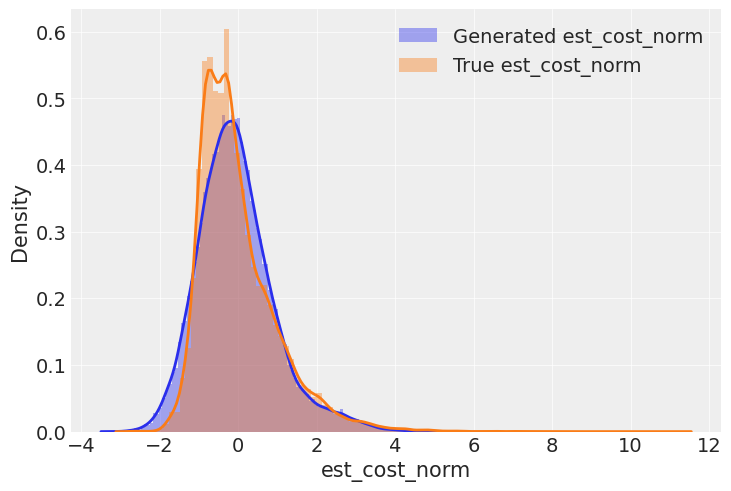 Generated est_cost_norm
True est_cost_norm
0.6
0.5
0.4
0.3
0.2
0.1
0.0
Density
−4 −2 0 2 4 6 8 10 12
est_cost_norm